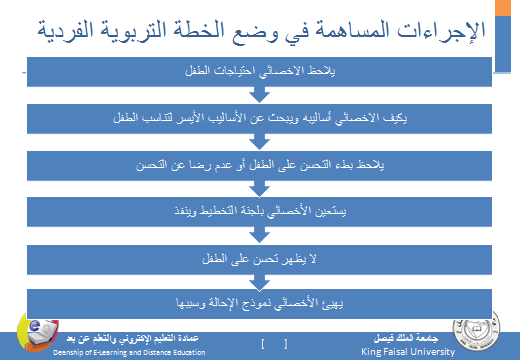 الإجراءات المساهمة في وضع الخطة التربوية الفردية
يلاحظ الاخصائي احتياجات الطفل
يكيف الاخصائي أساليبه ويبحث عن الأساليب الأيسر لتناسب الطفل
يلاحظ بطء التحسن على الطفل أو عدم رضا عن التحسن
يستعين الأخصائي بلجنة التخطيط وينفذ
لا يظهر تحسن على الطفل
يهيئ الأخصائي نموذج الإحالة وسببها
جامعة الملك فيصل
King Faisal University
[ ]
عمادة التعليم الإلكتروني والتعلم عن بعد
Deanship of E-Learning and Distance Education